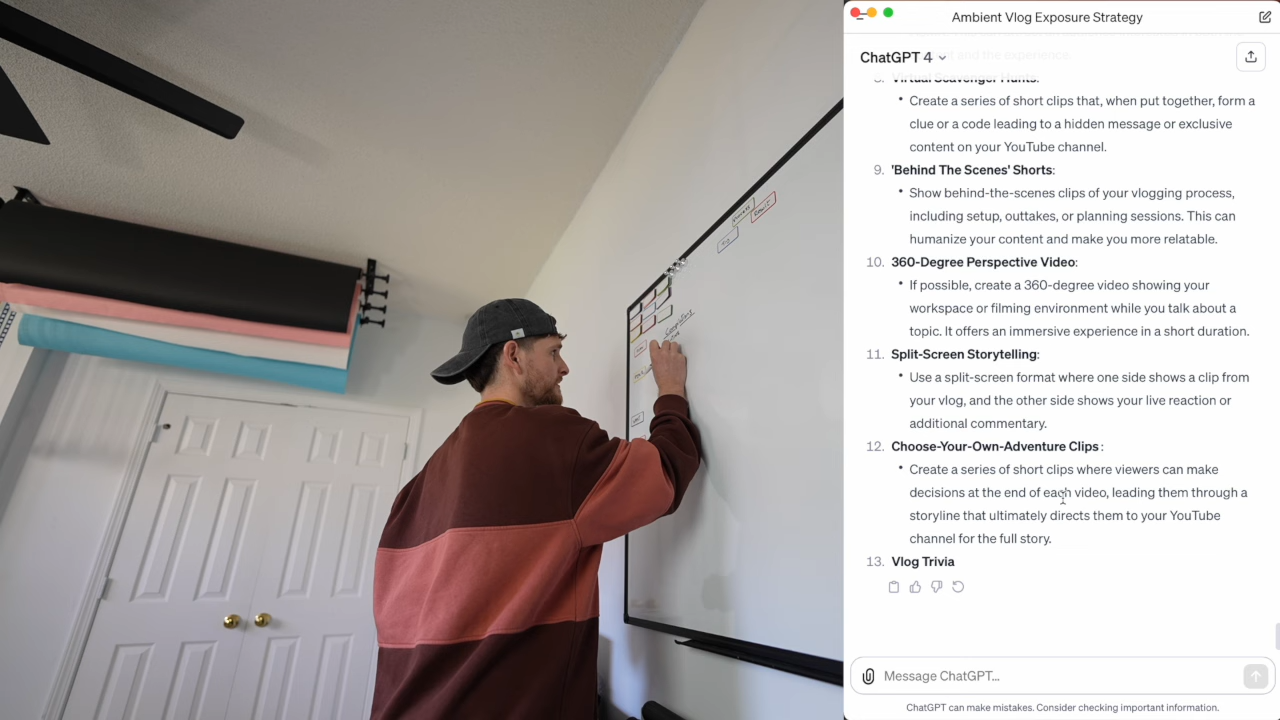 Ambient Vlog Exposure Strategy
ChatGPT 4
and the experience.
8. Virtual Scavenger Hunts:
• Create a series of short clips that, when put together, form a
clue or a code leading to a hidden message or exclusive
content on your YouTube channel.
9. 'Behind The Scenes' Shorts:
• Show behind-the-scenes clips of your vlogging process,
including setup, outtakes, or planning sessions. This can
humanize your content and make you more relatable.
10. 360-Degree Perspective Video:
• If possible, create a 360-degree video showing your
workspace or filming environment while you talk about a
topic. It offers an immersive experience in a short duration.
11. Split-Screen Storytelling:
• Use a split-screen format where one side shows a clip from
your vlog, and the other side shows your live reaction or
additional commentary.
12. Choose-Your-Own-Adventure Clips :
• Create a series of short clips where viewers can make
decisions at the end of each video, leading them through a
storyline that ultimately directs them to your YouTube
channel for the full story.
13. Vlog Trivia
Message ChatGPT...
ChatGPT can make mistakes. Consider checking important information.